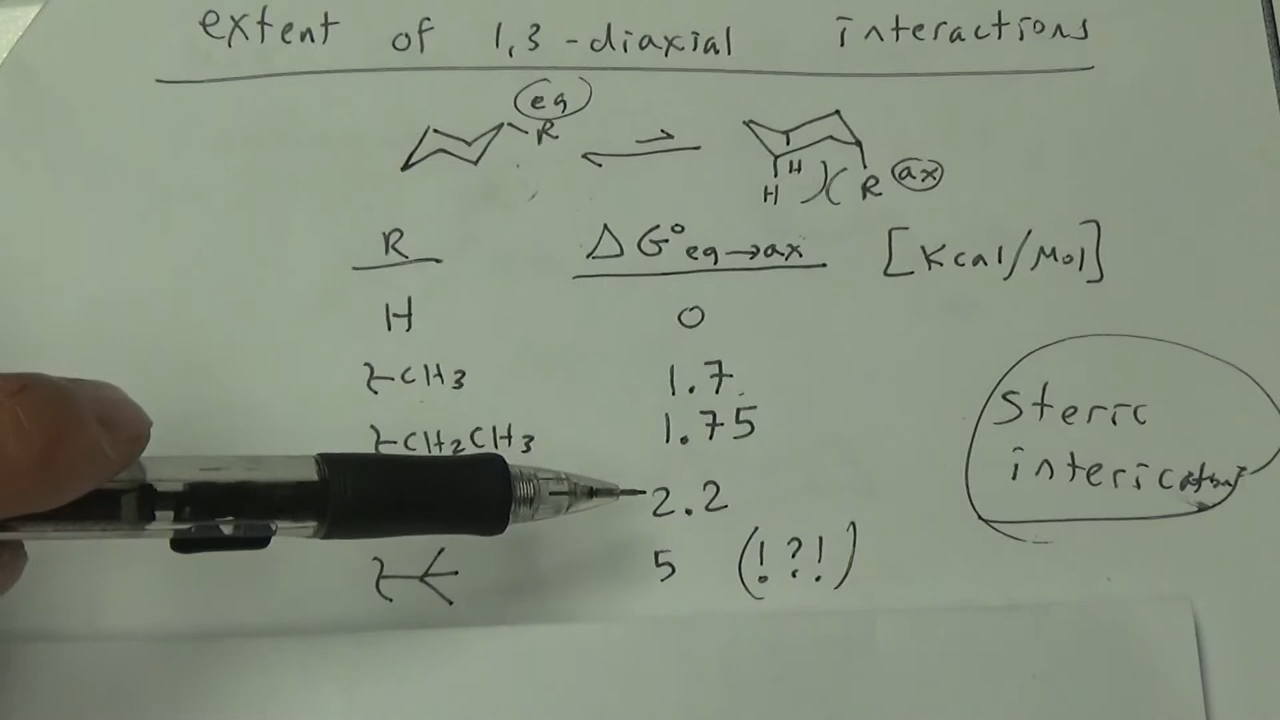 extent of 1,3-diaxial interactions
eq
R
H
H
R
ax
R ΔG°eq→ax [Kcal/Mol]
H 0
CH3 1.7
CH2CH3 1.75
2.2
5 (!?!)
Steric